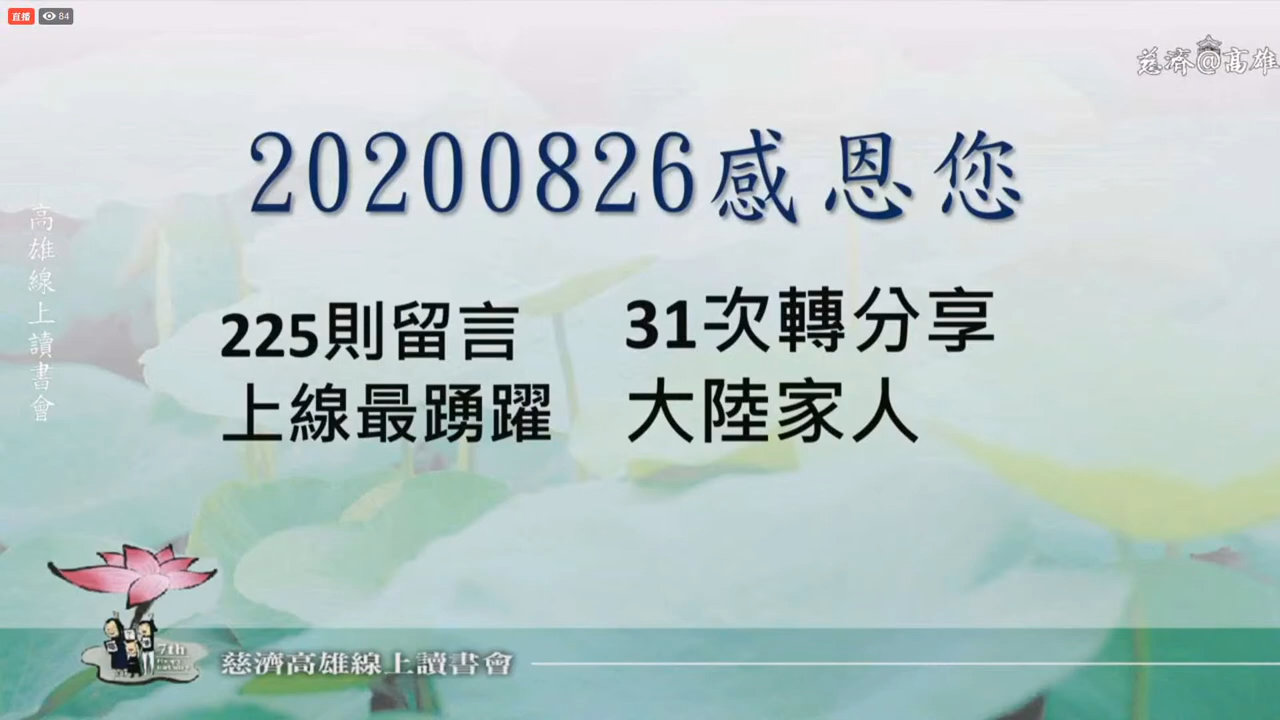 直播 84
慈濟@高雄
20200826感恩您
高雄線上讀書會
225則留言
31次轉分享
上線最踴躍
大陸家人
7th
慈濟高雄線上讀書會